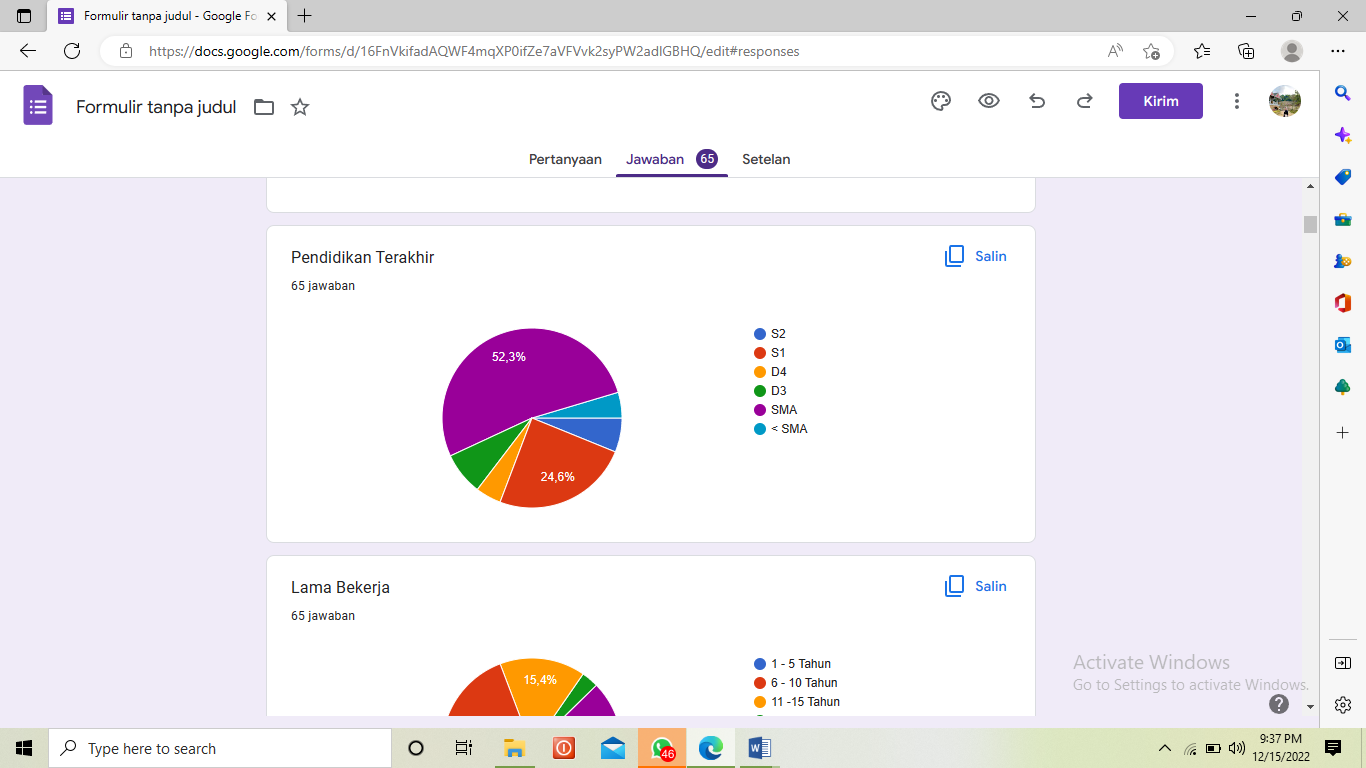 Formulir tanpa judul - Google Fo
https://docs.google.com/forms/d/16FnVkifadAQWF4mqXP0ifZe7aVFVvk2syPW2adlGBHQ/edit#responses
Formulir tanpa judul
Kirim
Pertanyaan Jawaban 65 Setelan
Pendidikan Terakhir
Salin
65 jawaban
52,3%
24,6%
S2
S1
D4
D3
SMA
< SMA
Lama Bekerja
Salin
65 jawaban
15,4%
1 - 5 Tahun
6 - 10 Tahun
11 -15 Tahun
Activate Windows
Go to Settings to activate Windows.
Type here to search
46
9:37 PM
12/15/2022